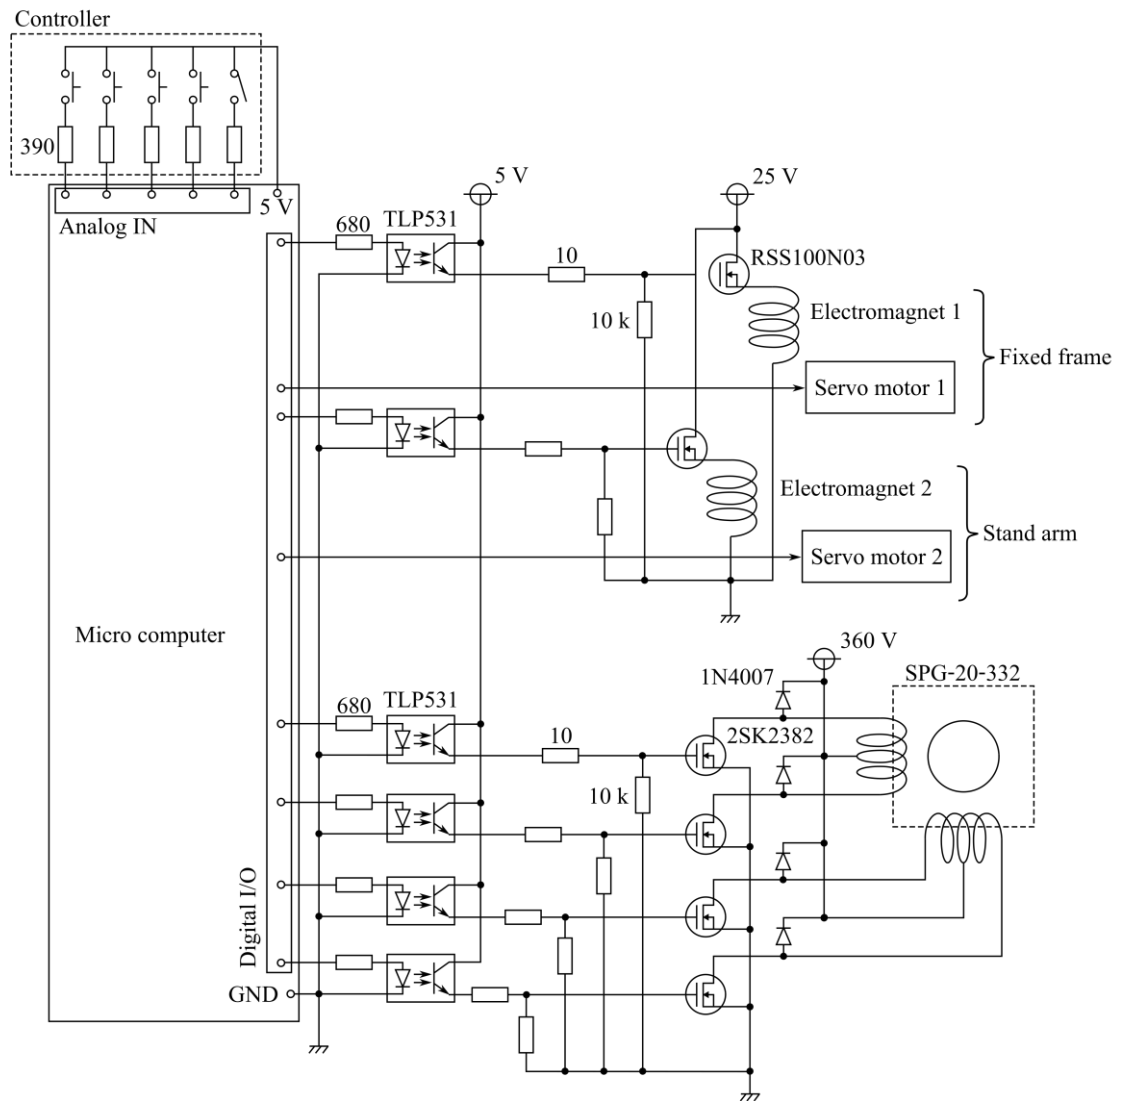 Controller
390
5 V
Analog IN
5 V
25 V
680
TLP531
10
RSS100N03
10 k
Electromagnet 1
Fixed frame
Servo motor 1
Electromagnet 2
Stand arm
Servo motor 2
Micro computer
360 V
680
TLP531
1N4007
SPG-20-332
10
2SK2382
10 k
Digital I/O
GND